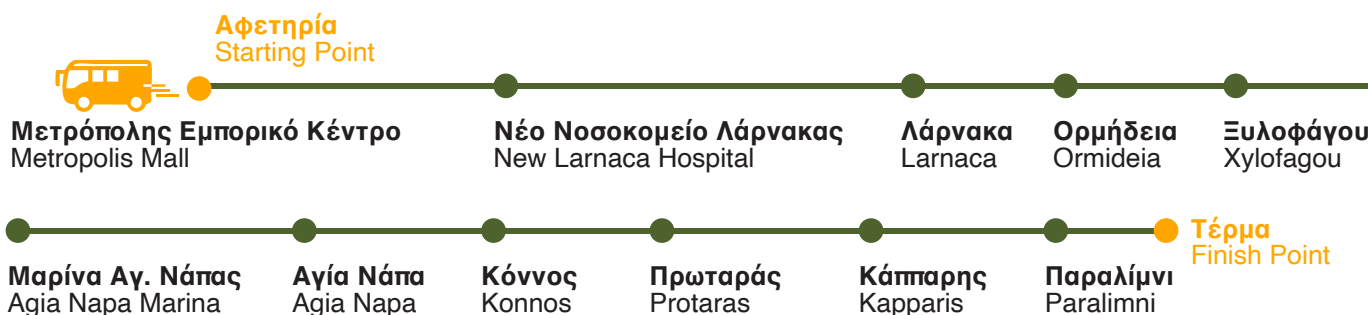 Αφετηρία
Starting Point
Μετρόπολης Εμπορικό Κέντρο
Metropolis Mall
Νέο Νοσοκομείο Λάρνακας
New Larnaca Hospital
Λάρνακα
Larnaca
Ορμήδεια
Ormideia
Ξυλοφάγου
Xylofagou
Μαρίνα Αγ. Νάπας
Agia Napa Marina
Αγία Νάπα
Agia Napa
Κόννος
Konnos
Πρωταράς
Protaras
Κάππαρης
Kapparis
Παραλίμνι
Paralimni
Τέρμα
Finish Point